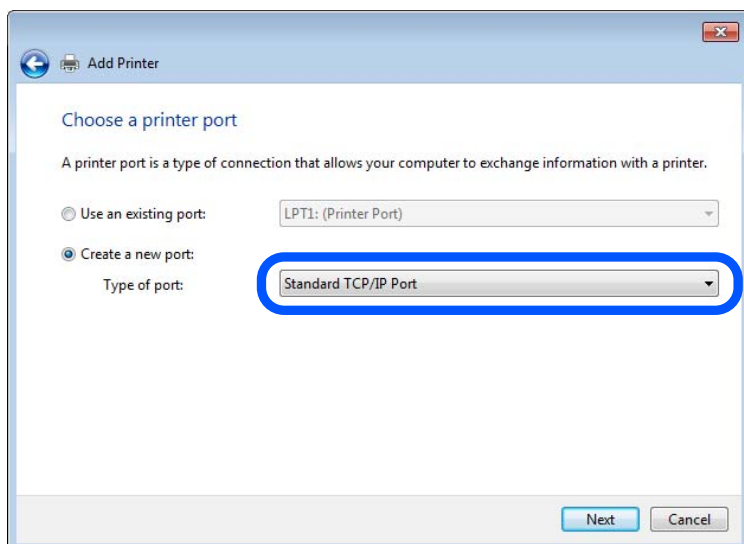 Add Printer
Choose a printer port
A printer port is a type of connection that allows your computer to exchange information with a printer.
Use an existing port: LPT1: (Printer Port)
Create a new port:
Type of port: Standard TCP/IP Port
Next Cancel